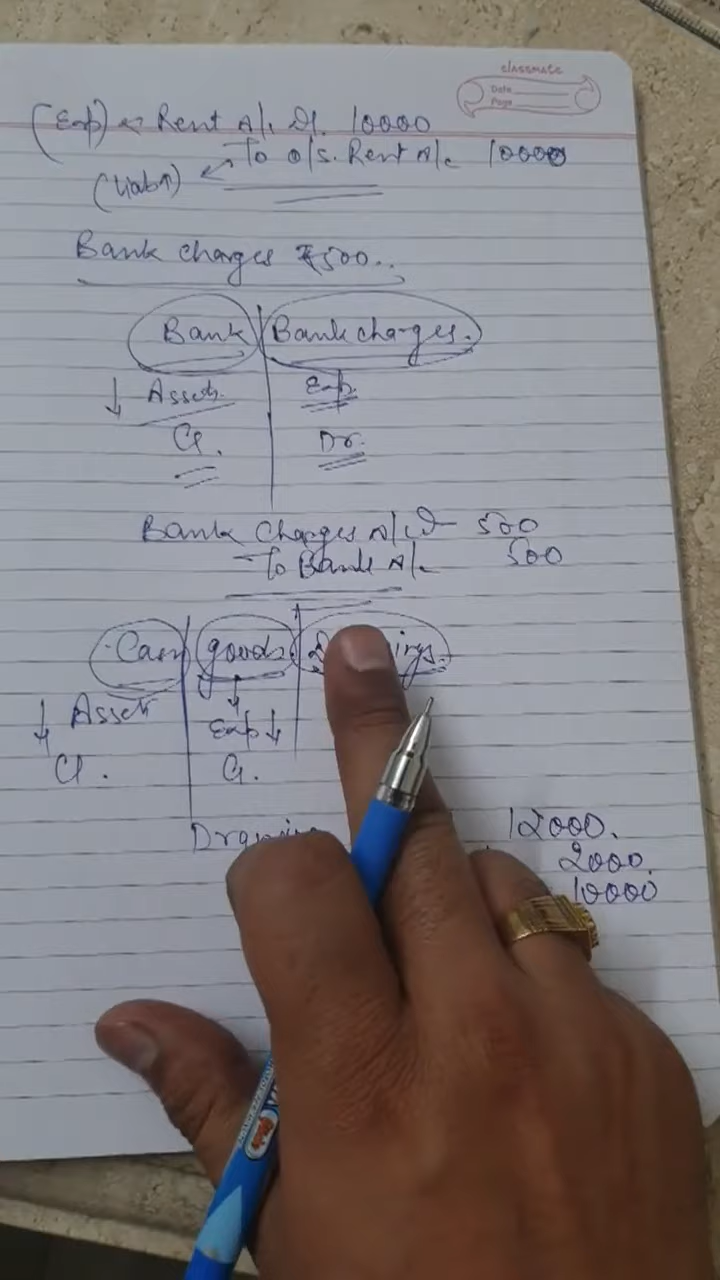 classmate
Date
Page
(Exp) ← Rent A/c Dr. 10000
To O/s. Rent A/c 10000
(Liab↑) ←
Bank charges ₹500..
Bank | Bank charges.
↓ Assets. | Exp.
Cr. | Dr.
Bank Charges A/c Dr 500
To Bank A/c 500
Cash | goods.
↓ Asset | Exp ↓
Cr. | Cr.
12000.
2000.
10000